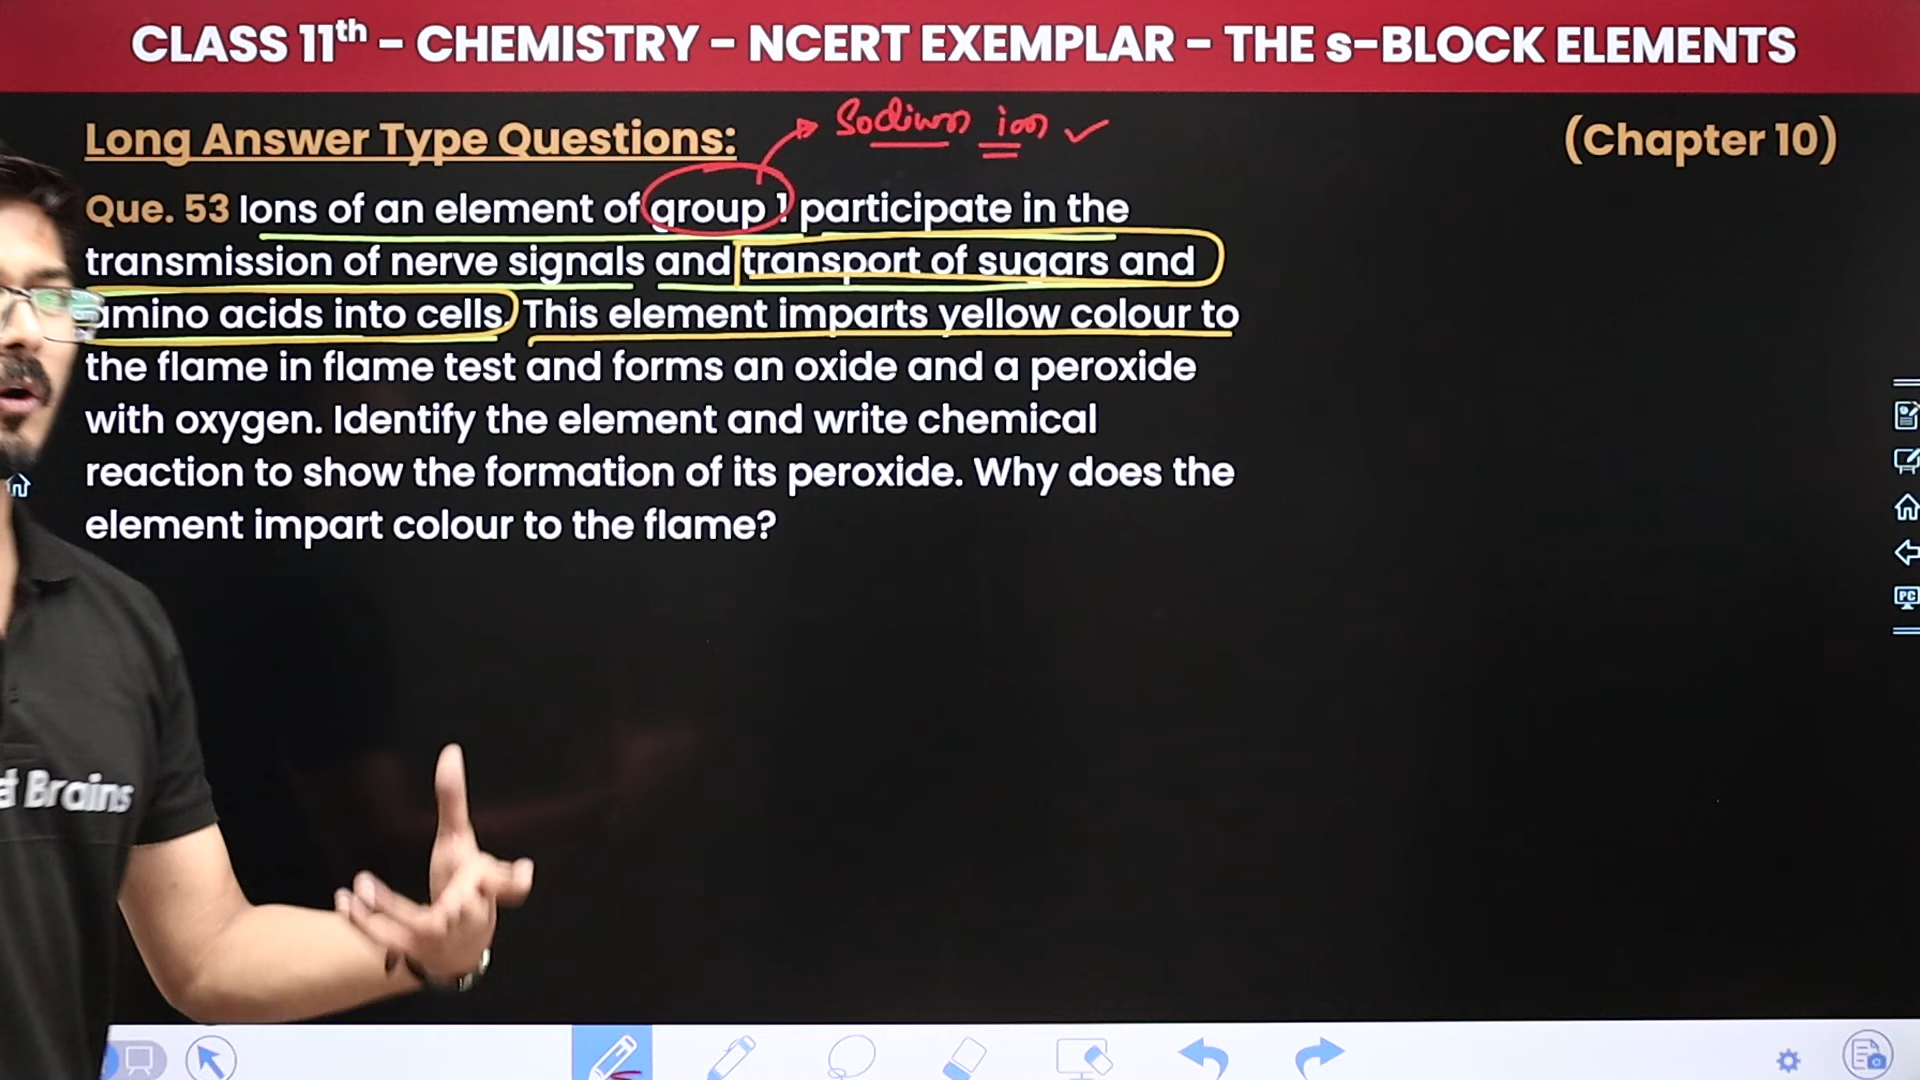 CLASS 11th – CHEMISTRY – NCERT EXEMPLAR – THE s-BLOCK ELEMENTS
Sodium ion
Long Answer Type Questions:
(Chapter 10)
Que. 53 Ions of an element of group 1 participate in the
transmission of nerve signals and transport of sugars and
amino acids into cells. This element imparts yellow colour to
the flame in flame test and forms an oxide and a peroxide
with oxygen. Identify the element and write chemical
reaction to show the formation of its peroxide. Why does the
element impart colour to the flame?
PC
Brains